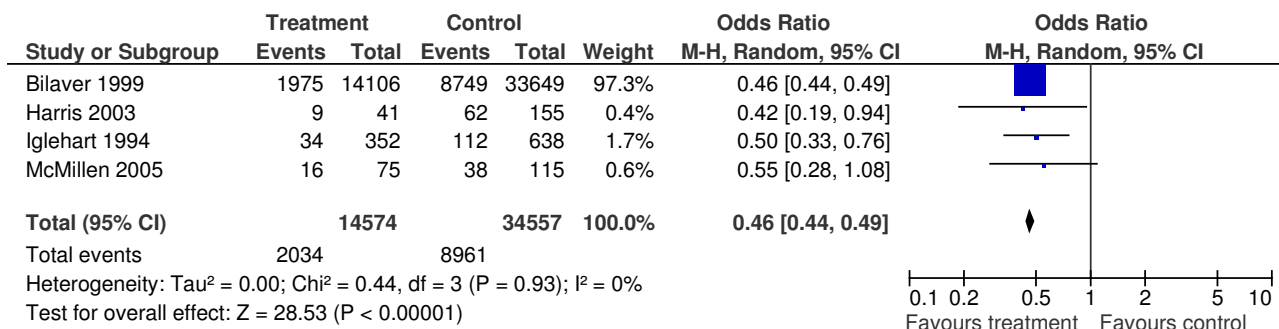 Treatment Control Odds Ratio Odds Ratio
Study or Subgroup Events Total Events Total Weight M-H, Random, 95% CI M-H, Random, 95% CI
Bilaver 1999 1975 14106 8749 33649 97.3% 0.46 [0.44, 0.49]
Harris 2003 9 41 62 155 0.4% 0.42 [0.19, 0.94]
Iglehart 1994 34 352 112 638 1.7% 0.50 [0.33, 0.76]
McMillen 2005 16 75 38 115 0.6% 0.55 [0.28, 1.08]
Total (95% CI) 14574 34557 100.0% 0.46 [0.44, 0.49]
Total events 2034 8961
Heterogeneity: Tau² = 0.00; Chi² = 0.44, df = 3 (P = 0.93); I² = 0%
Test for overall effect: Z = 28.53 (P < 0.00001)
0.1 0.2 0.5 1 2 5 10
Favours treatment Favours control